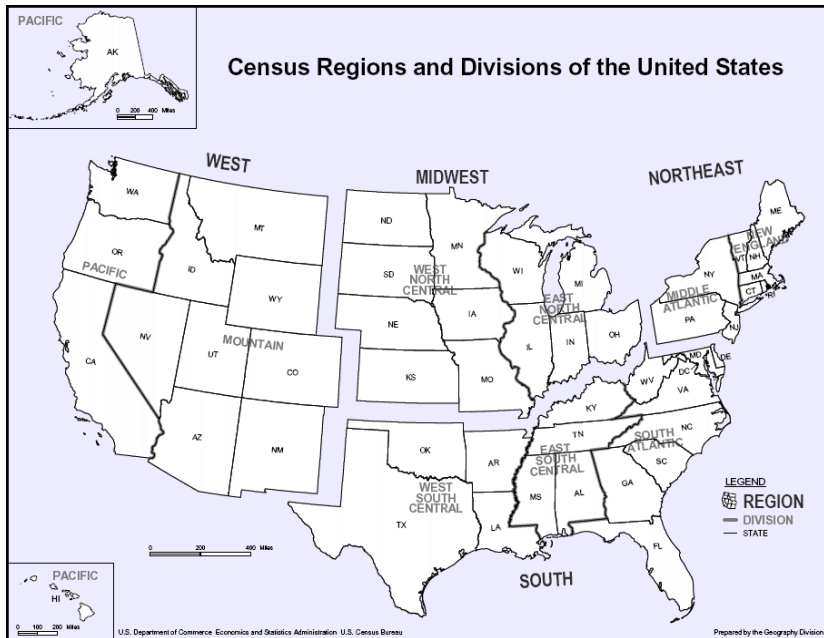 PACIFIC
AK
0 200 400 Miles
Census Regions and Divisions of the United States
WEST
MIDWEST
NORTHEAST
WA
MT
ND
MN
ME
OR
PACIFIC
ID
WY
SD
WEST
NORTH
CENTRAL
WI
MI
EAST
NORTH
CENTRAL
NY
VT
NH
NEW
ENGLAND
MA
CT
RI
MIDDLE
ATLANTIC
PA
NJ
CA
NV
UT
MOUNTAIN
CO
NE
IA
KS
MO
IL
IN
OH
AZ
NM
WV
MD
DE
DC
VA
KY
TN
NC
SOUTH
ATLANTIC
SC
OK
AR
EAST
SOUTH
CENTRAL
MS
AL
GA
TX
WEST
SOUTH
CENTRAL
LA
FL
LEGEND
REGION
DIVISION
STATE
0 200 400 Miles
SOUTH
PACIFIC
HI
0 100 200 Miles
U.S. Department of Commerce Economics and Statistics Administration U.S. Census Bureau
Prepared by the Geography Division